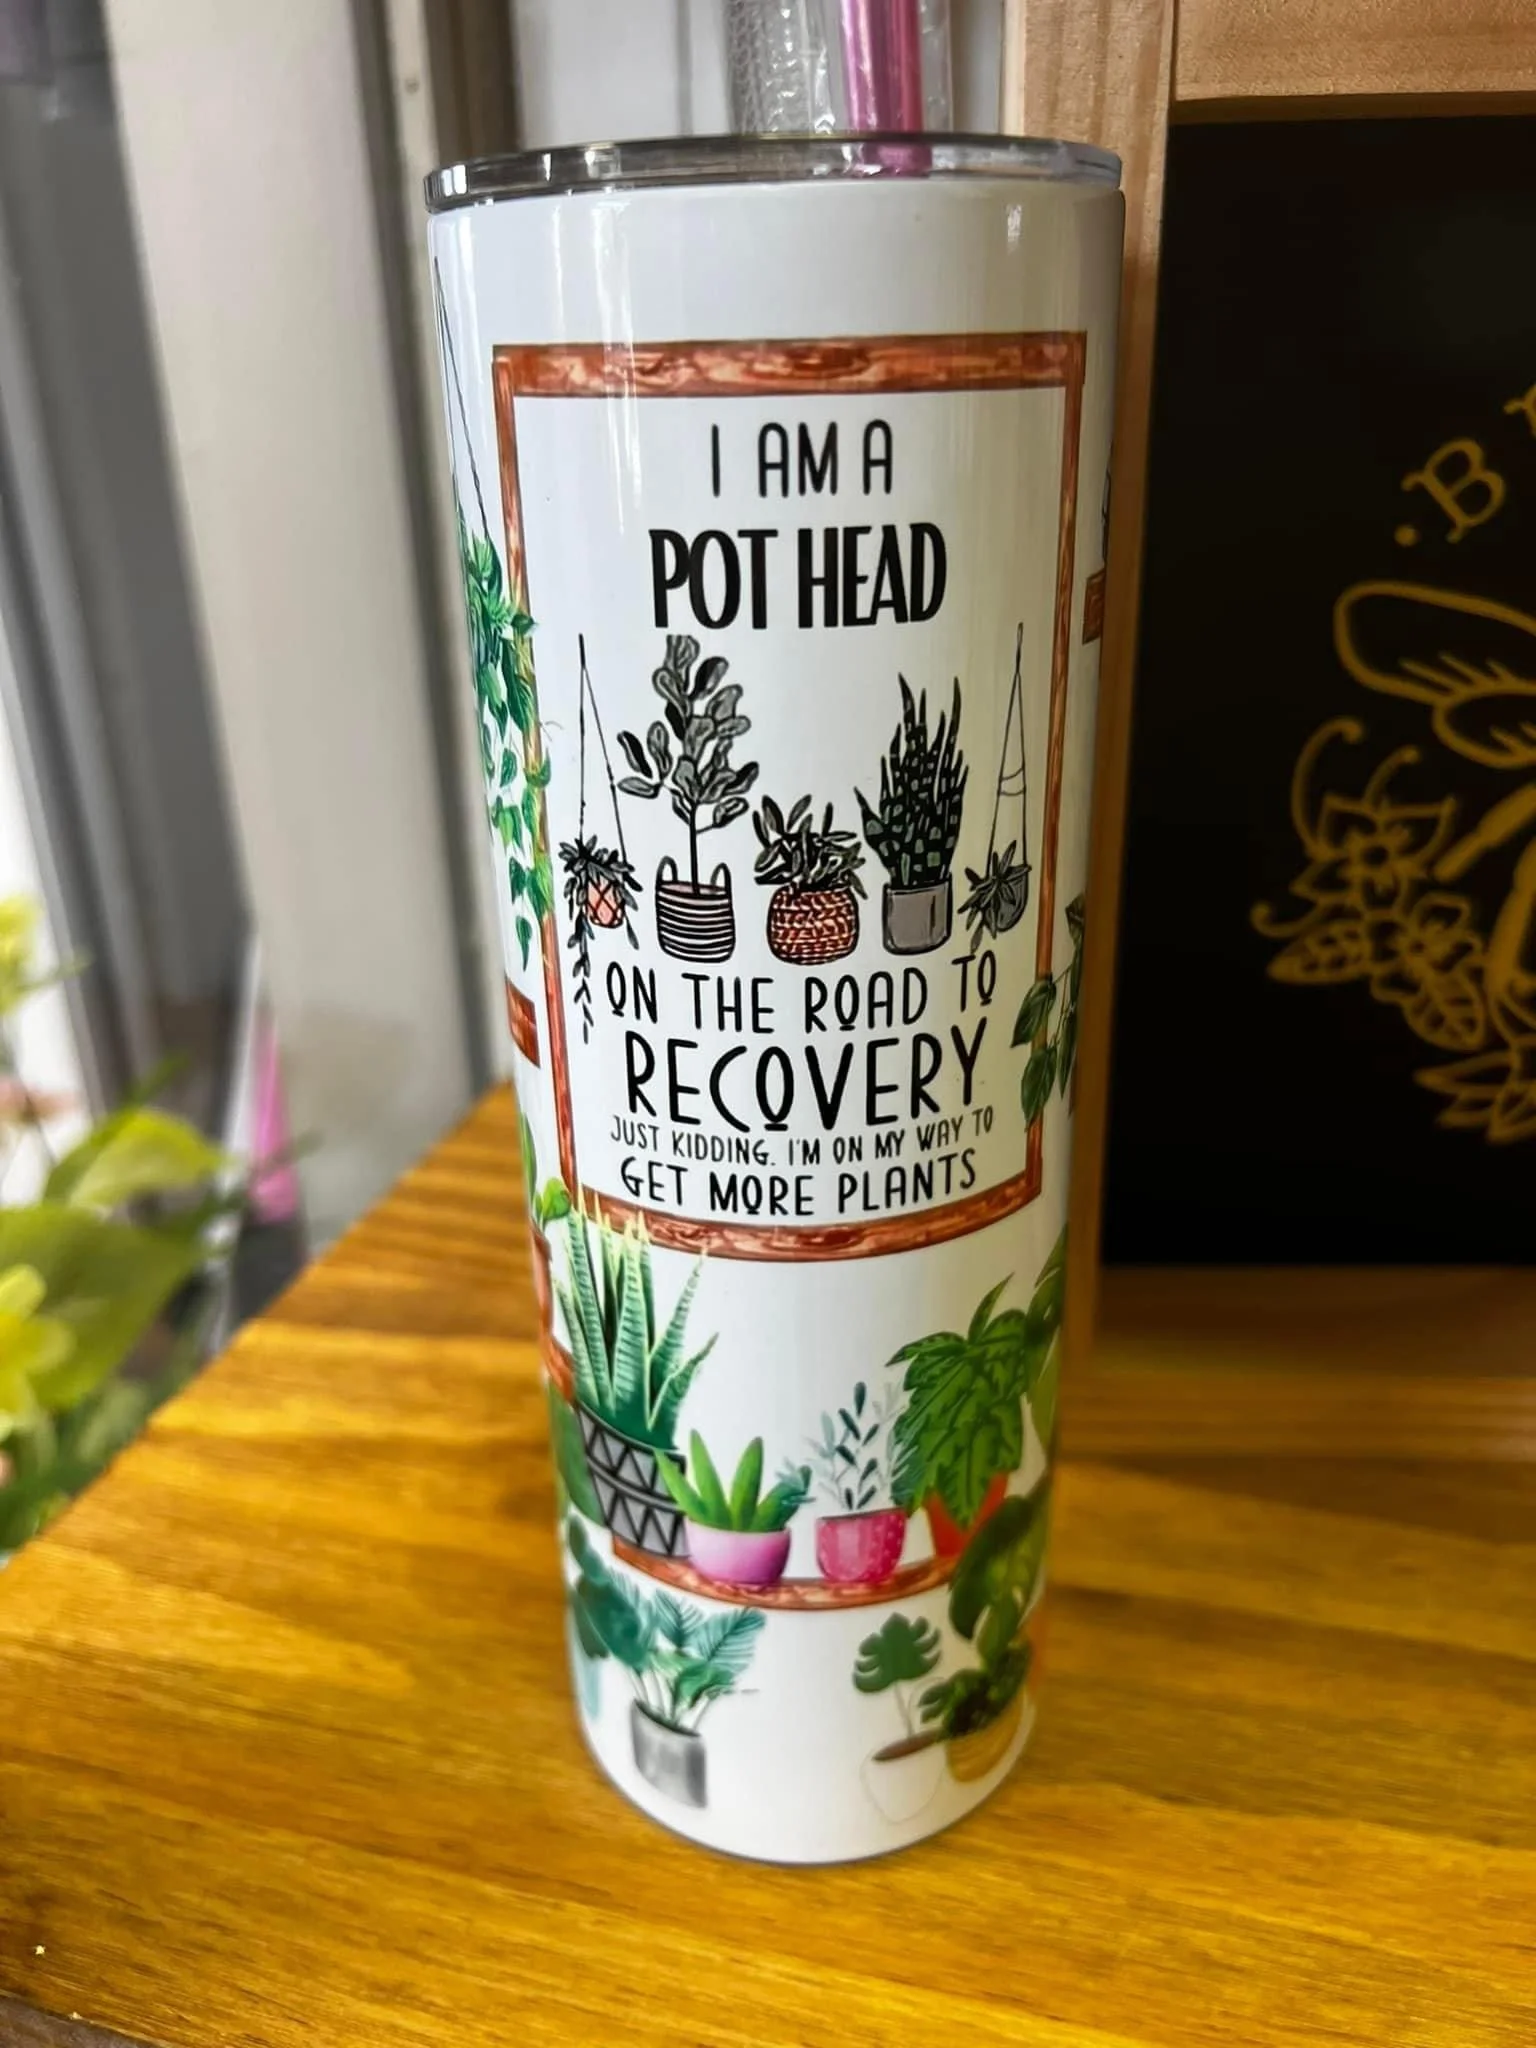 I AM A
POT HEAD
ON THE ROAD TO
RECOVERY
JUST KIDDING. I'M ON MY WAY TO
GET MORE PLANTS